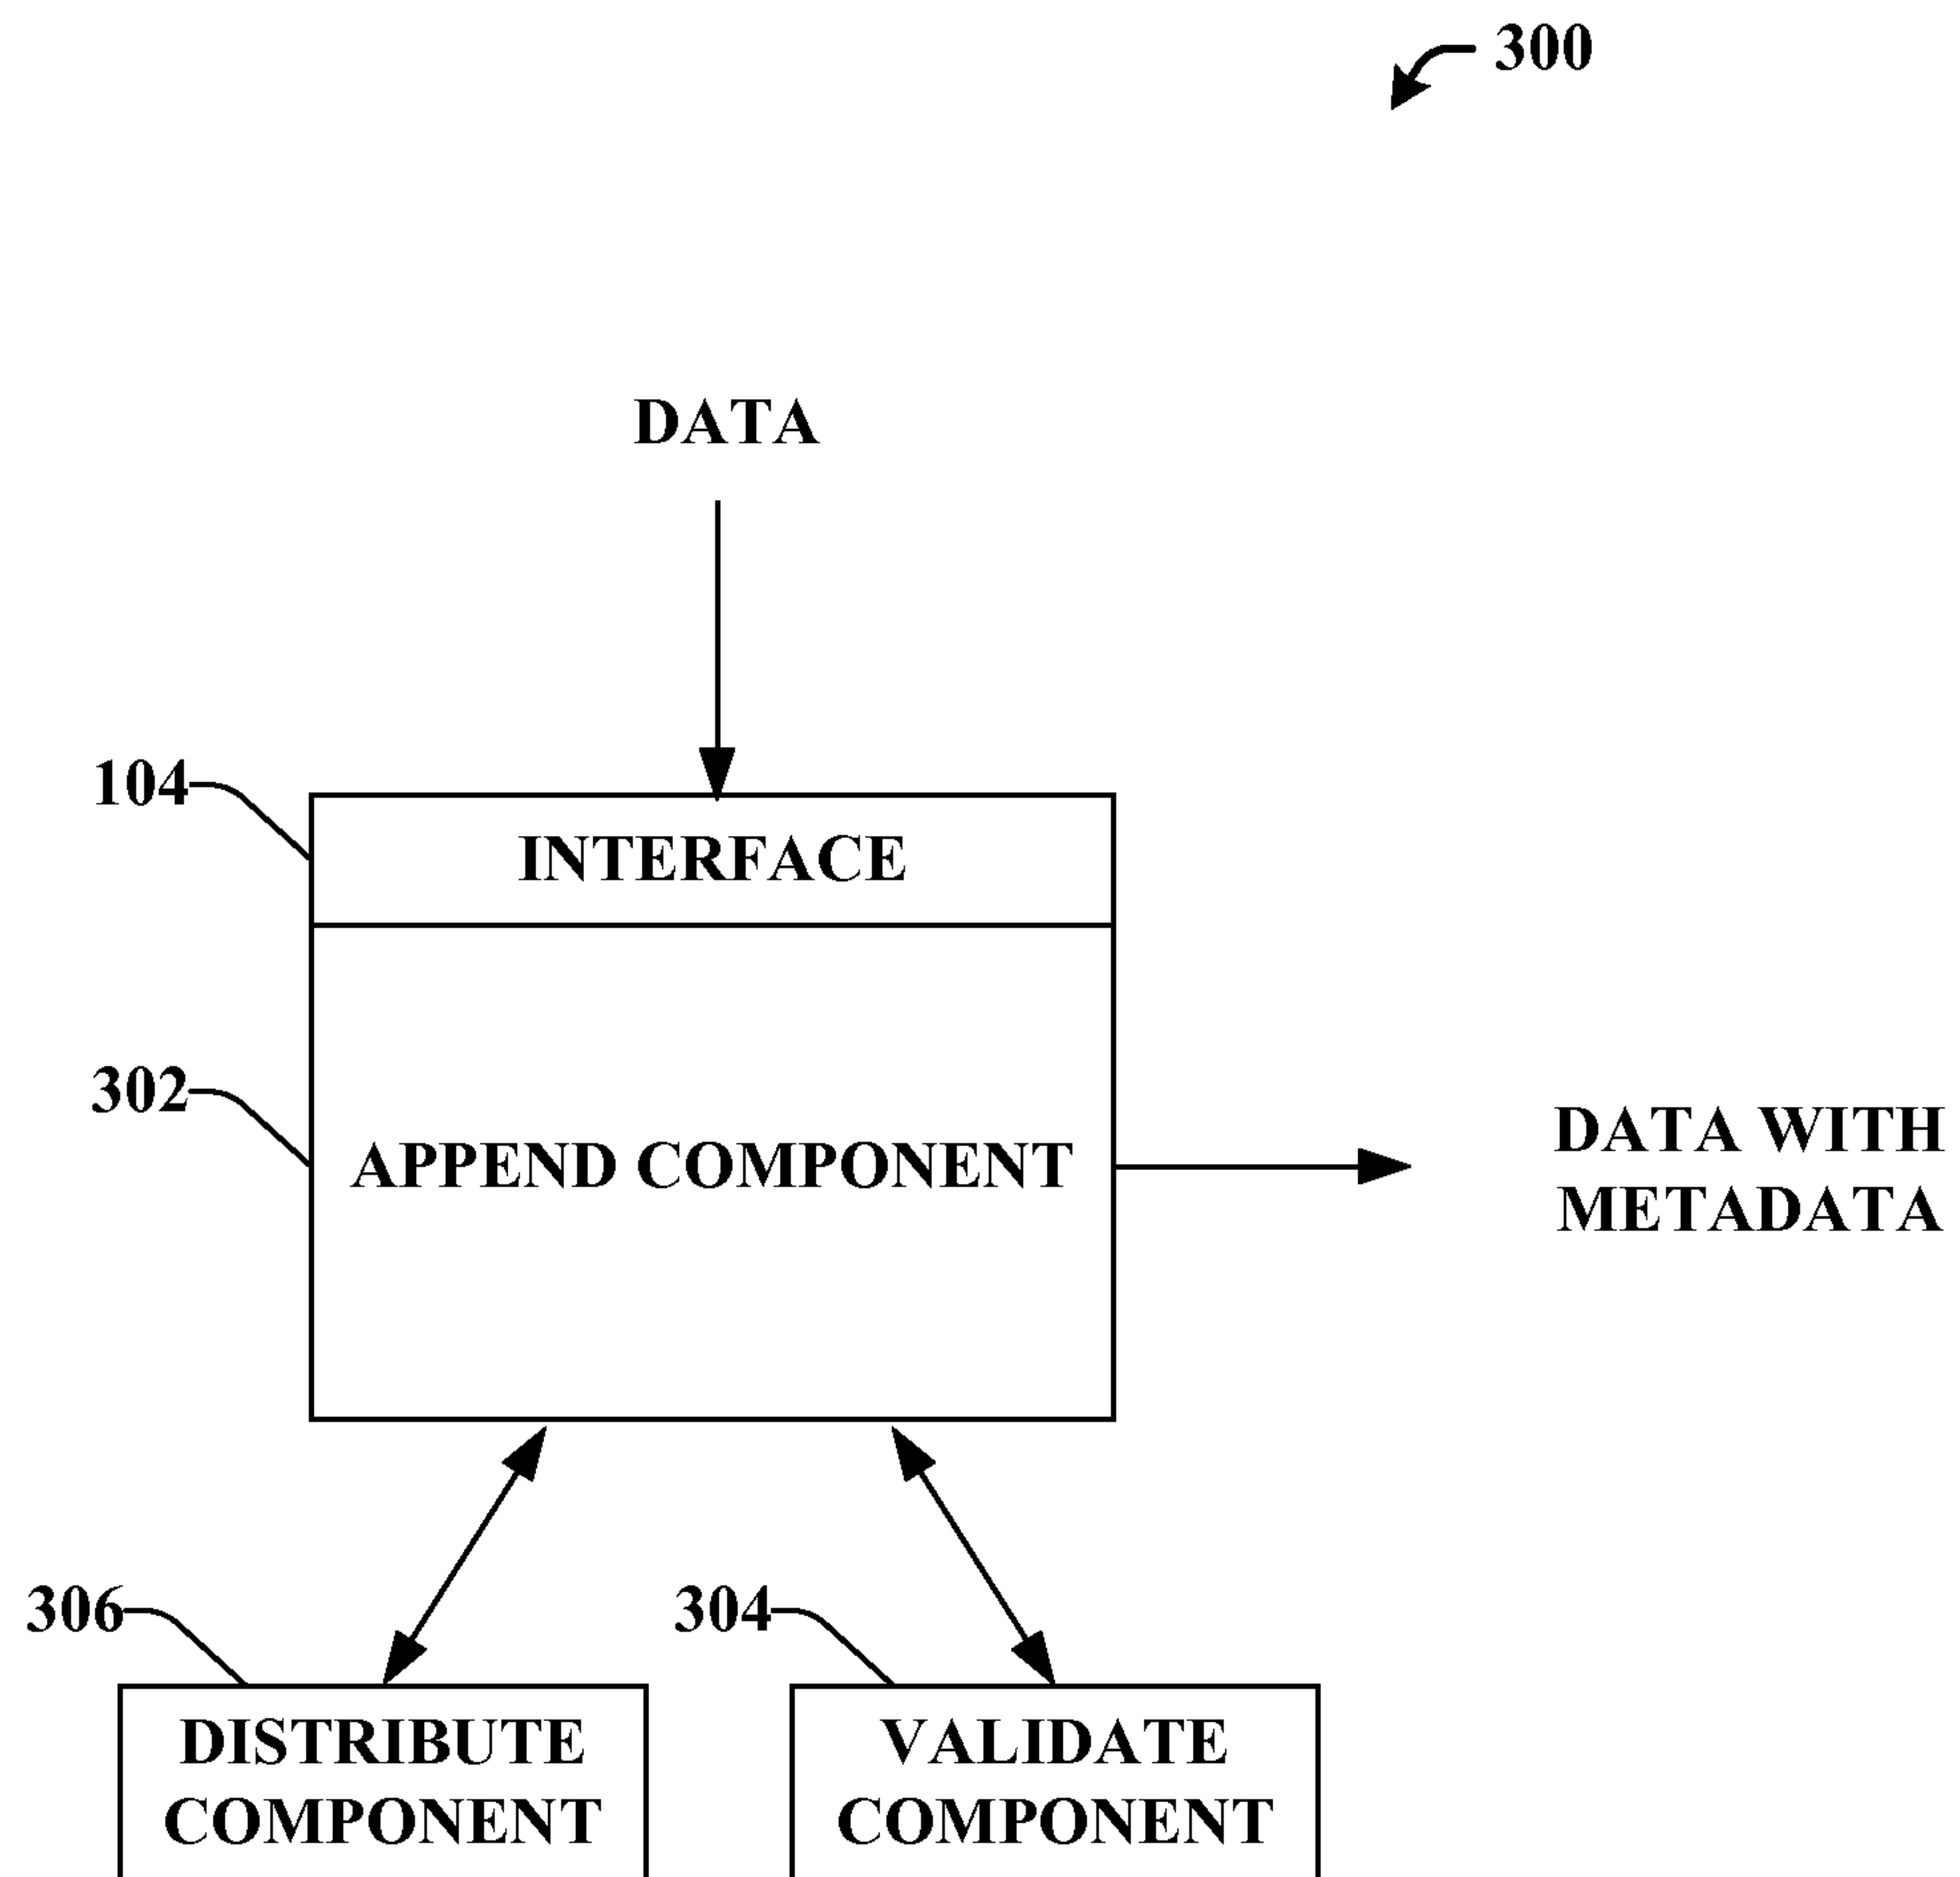 300
DATA
104
INTERFACE
302
APPEND COMPONENT
DATA WITH
METADATA
306
304
DISTRIBUTE
COMPONENT
VALIDATE
COMPONENT